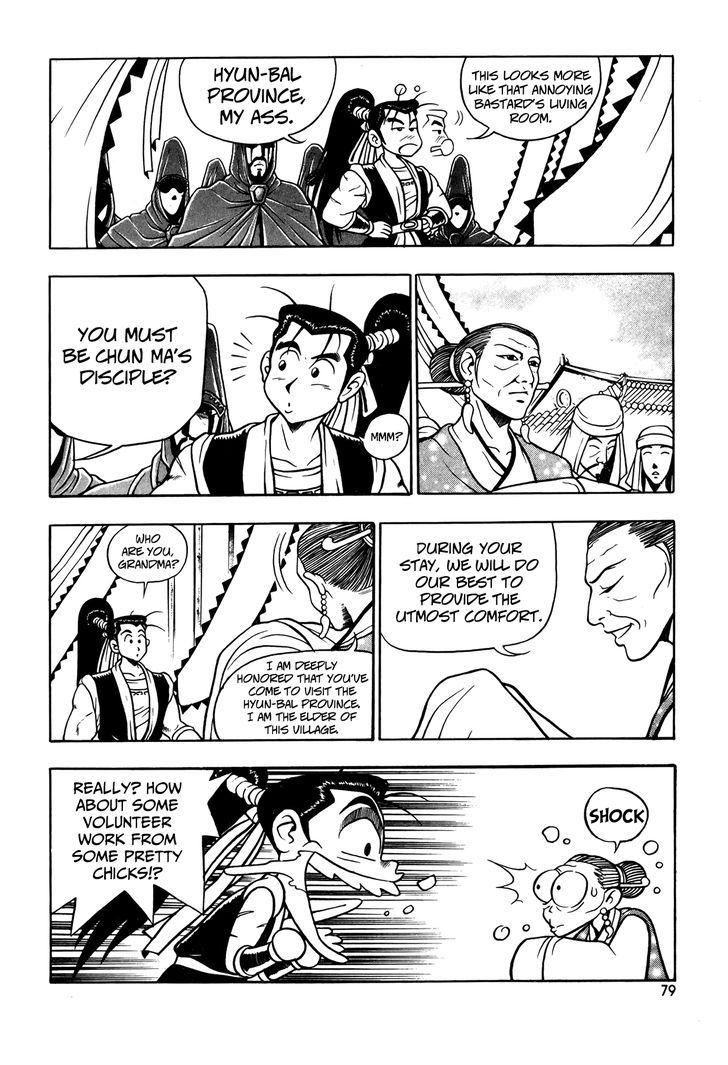 HYUN-BAL
PROVINCE,
MY ASS.
THIS LOOKS MORE
LIKE THAT ANNOYING
BASTARD'S LIVING
ROOM.
YOU MUST
BE CHUN MA'S
DISCIPLE?
MMM?
WHO
ARE YOU,
GRANDMA?
I AM DEEPLY
HONORED THAT YOU'VE
COME TO VISIT THE
HYUN-BAL PROVINCE.
I AM THE ELDER OF
THIS VILLAGE.
DURING YOUR
STAY, WE WILL DO
OUR BEST TO
PROVIDE THE
UTMOST COMFORT.
REALLY? HOW
ABOUT SOME
VOLUNTEER
WORK FROM
SOME PRETTY
CHICKS!?
SHOCK
79